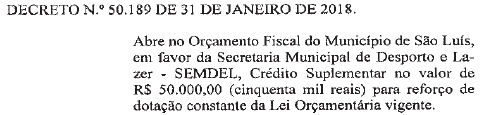 DECRETO N.º 50.189 DE 31 DE JANEIRO DE 2018.
Abre no Orçamento Fiscal do Município de São Luís,
em favor da Secretaria Municipal de Desporto e La-
zer - SEMDEL, Crédito Suplementar no valor de
R$ 50.000,00 (cinquenta mil reais) para reforço de
dotação constante da Lei Orçamentária vigente.